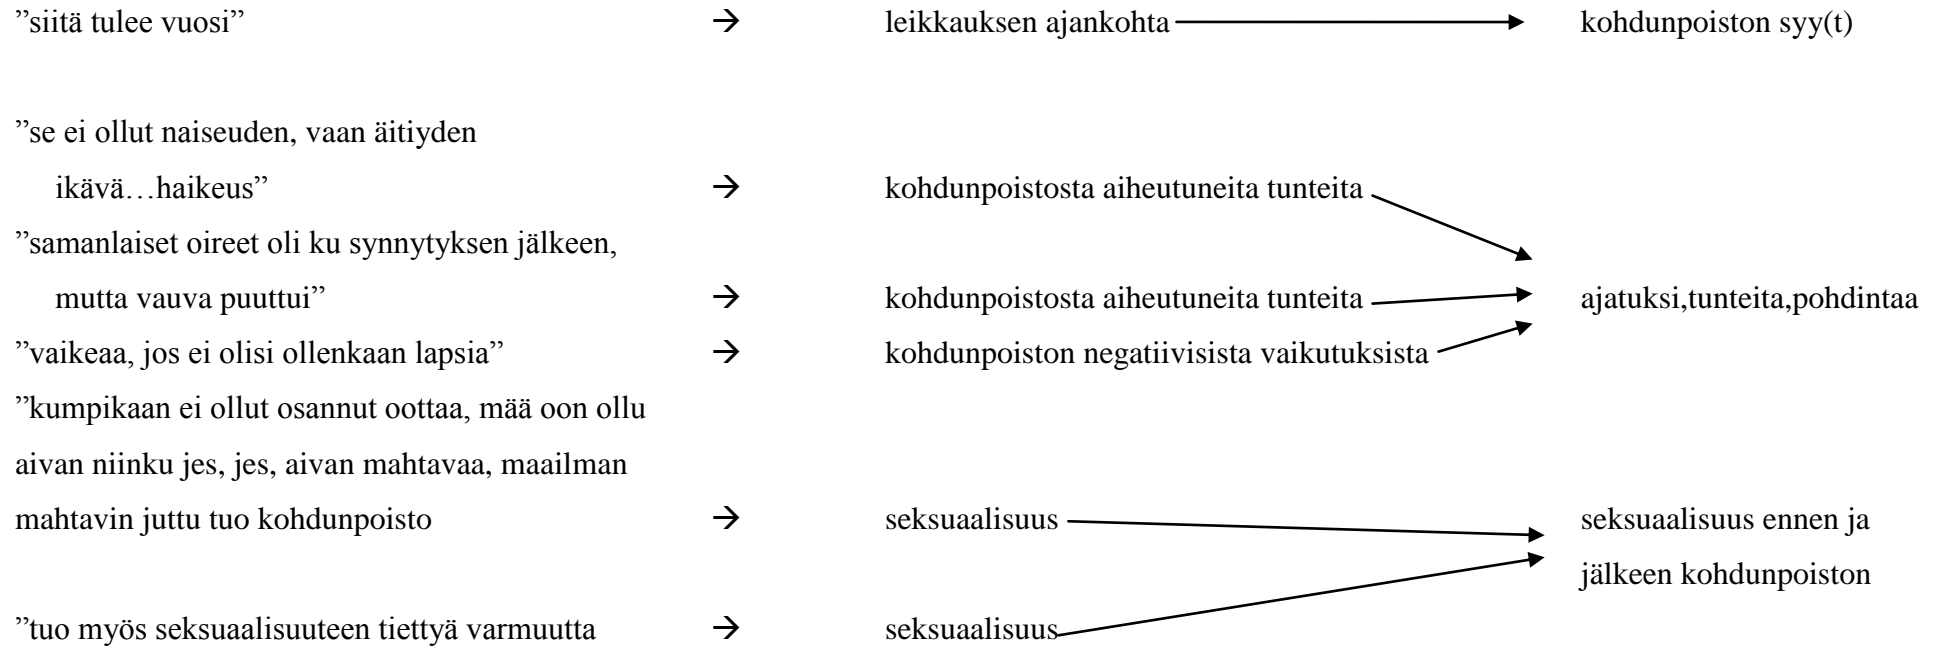 ”siitä tulee vuosi” → leikkauksen ajankohta kohdunpoiston syy(t)
”se ei ollut naiseuden, vaan äitiyden
ikävä…haikeus” → kohdunpoistosta aiheutuneita tunteita
”samanlaiset oireet oli ku synnytyksen jälkeen,
mutta vauva puuttui” → kohdunpoistosta aiheutuneita tunteita ajatuksi,tunteita,pohdintaa
”vaikeaa, jos ei olisi ollenkaan lapsia” → kohdunpoiston negatiivisista vaikutuksista
”kumpikaan ei ollut osannut oottaa, mää oon ollu
aivan niinku jes, jes, aivan mahtavaa, maailman
mahtavin juttu tuo kohdunpoisto → seksuaalisuus seksuaalisuus ennen ja
jälkeen kohdunpoiston
”tuo myös seksuaalisuuteen tiettyä varmuutta → seksuaalisuus